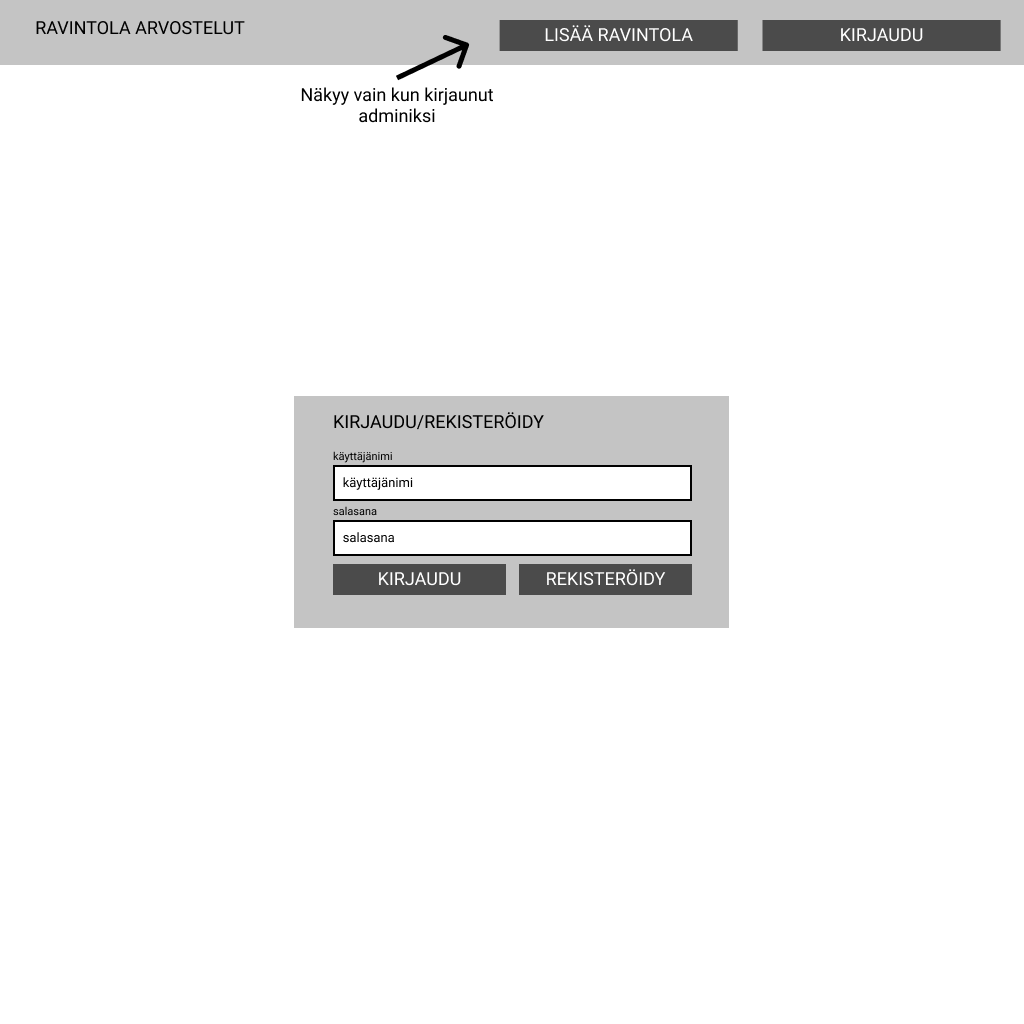 RAVINTOLA ARVOSTELUT
LISÄÄ RAVINTOLA
KIRJAUDU
Näkyy vain kun kirjaunut
adminiksi
KIRJAUDU/REKISTERÖIDY
käyttäjänimi
käyttäjänimi
salasana
salasana
KIRJAUDU
REKISTERÖIDY